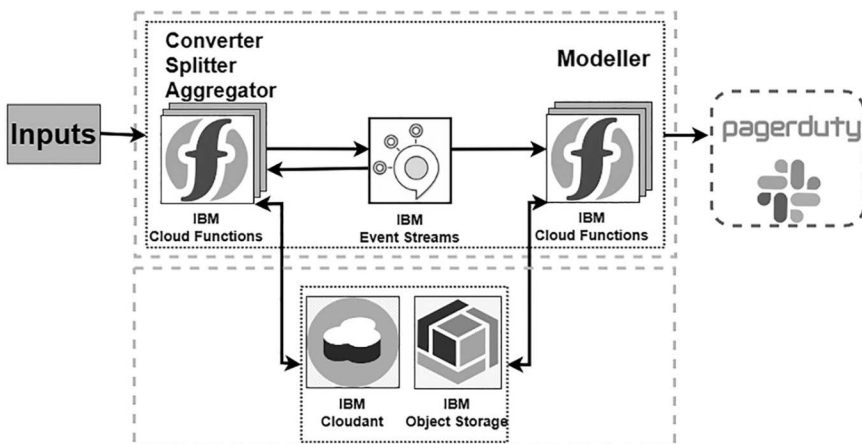 Converter
Splitter
Aggregator
Modeller
Inputs
pagerduty
IBM
Cloud Functions
IBM
Event Streams
IBM
Cloud Functions
IBM
Cloudant
IBM
Object Storage